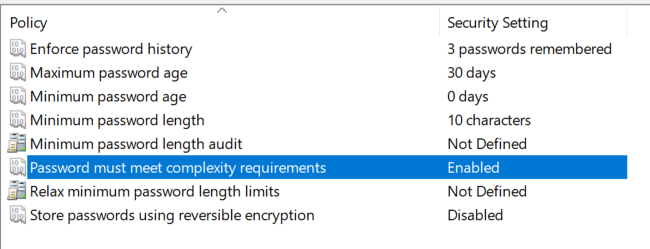 Policy Security Setting
Enforce password history 3 passwords remembered
Maximum password age 30 days
Minimum password age 0 days
Minimum password length 10 characters
Minimum password length audit Not Defined
Password must meet complexity requirements Enabled
Relax minimum password length limits Not Defined
Store passwords using reversible encryption Disabled